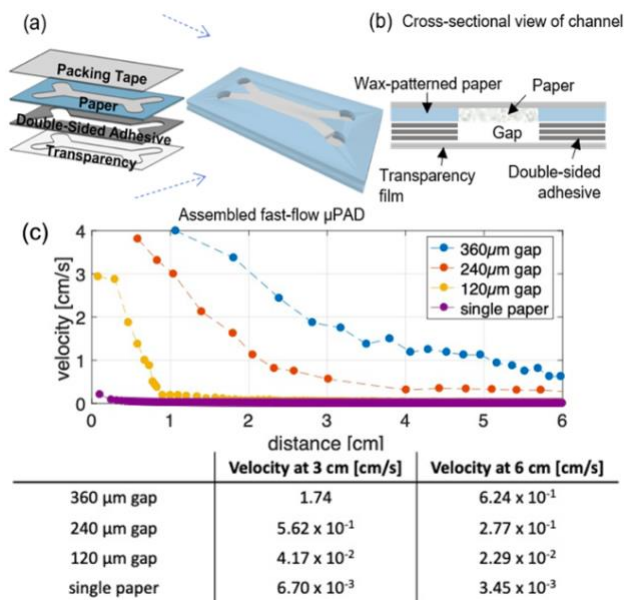 (a)
Packing Tape
Paper
Double-Sided Adhesive
Transparency
(b) Cross-sectional view of channel
Wax-patterned paper
Paper
Gap
Transparency
film
Double-sided
adhesive
Assembled fast-flow µPAD
(c)
velocity [cm/s]
4
3
2
1
0
0 1 2 3 4 5 6
distance [cm]
360µm gap
240µm gap
120µm gap
single paper
Velocity at 3 cm [cm/s] Velocity at 6 cm [cm/s]
360 µm gap 1.74 6.24 x 10⁻¹
240 µm gap 5.62 x 10⁻¹ 2.77 x 10⁻¹
120 µm gap 4.17 x 10⁻² 2.29 x 10⁻²
single paper 6.70 x 10⁻³ 3.45 x 10⁻³